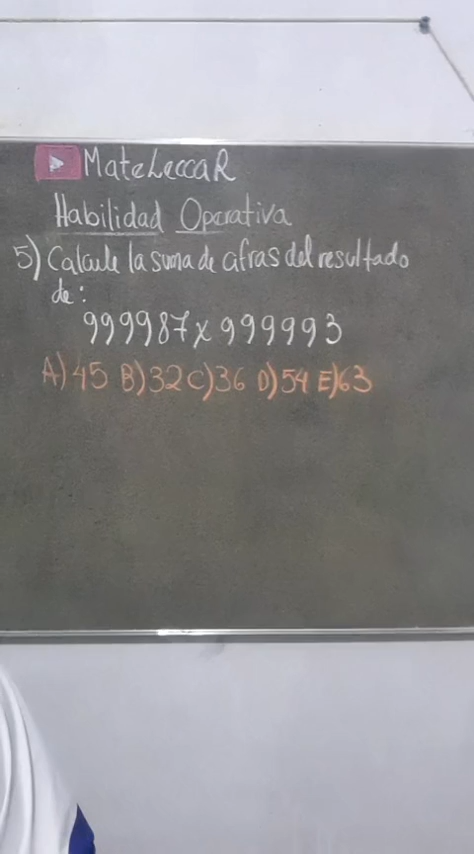 MateLeccaR
Habilidad Operativa
5) Calcule la suma de cifras del resultado
de:
999987 x 999993
A) 45 B) 32 C) 36 D) 54 E) 63